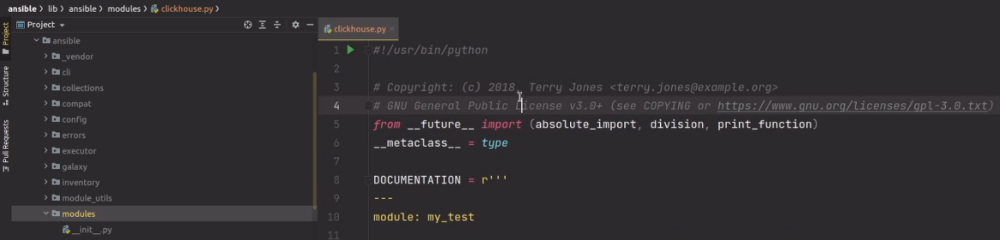 ansible > lib > ansible > modules > clickhouse.py >
Project
Project
Structure
Pull Requests
ansible
_vendor
cli
collections
compat
config
errors
executor
galaxy
inventory
module_utils
modules
__init__.py
clickhouse.py
1 #!/usr/bin/python
2
3 # Copyright: (c) 2018, Terry Jones <terry.jones@example.org>
4 # GNU General Public License v3.0+ (see COPYING or https://www.gnu.org/licenses/gpl-3.0.txt)
5 from __future__ import (absolute_import, division, print_function)
6 __metaclass__ = type
7
8 DOCUMENTATION = r'''
9 ---
10 module: my_test
11